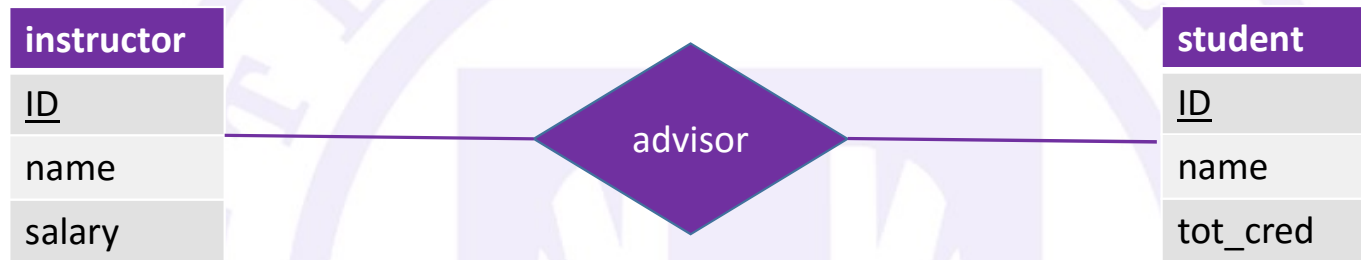 instructor
ID
name
salary
advisor
student
ID
name
tot_cred